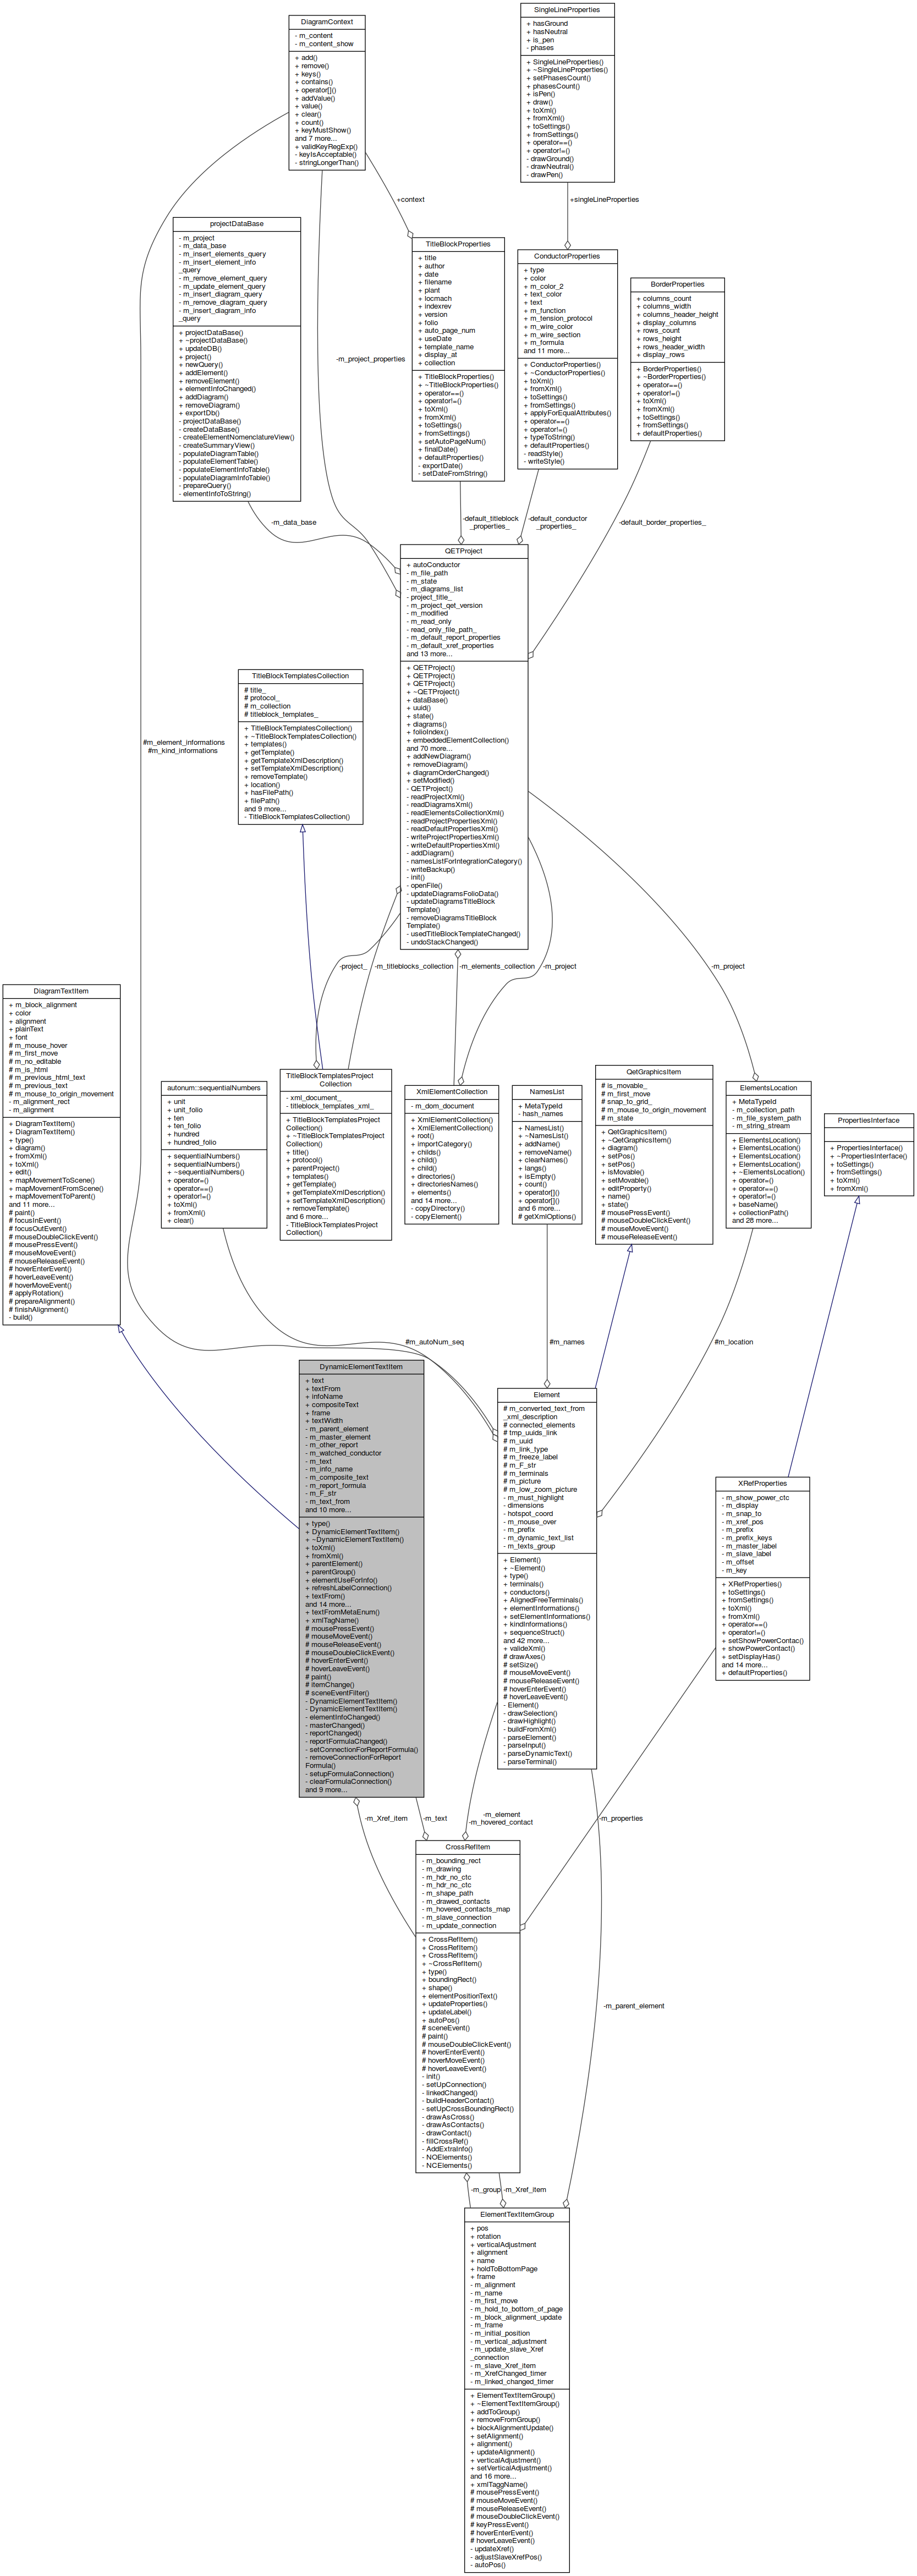 SingleLineProperties
+ hasGround
+ hasNeutral
+ is_pen
- phases
+ SingleLineProperties()
+ ~SingleLineProperties()
+ setPhasesCount()
+ phasesCount()
+ isPen()
+ draw()
+ toXml()
+ fromXml()
+ toSettings()
+ fromSettings()
+ operator==()
+ operator!=()
- drawGround()
- drawNeutral()
- drawPen()
DiagramContext
- m_content
- m_content_show
+ add()
+ remove()
+ keys()
+ contains()
+ operator[]()
+ addValue()
+ value()
+ clear()
+ count()
+ keyMustShow()
and 7 more...
+ validKeyRegExp()
- keyIsAcceptable()
- stringLongerThan()
+context
+singleLineProperties
projectDataBase
- m_project
- m_data_base
- m_insert_elements_query
- m_insert_element_info
_query
- m_remove_element_query
- m_update_element_query
- m_insert_diagram_query
- m_remove_diagram_query
- m_insert_diagram_info
_query
+ projectDataBase()
+ ~projectDataBase()
+ updateDB()
+ project()
+ newQuery()
+ addElement()
+ removeElement()
+ elementInfoChanged()
+ addDiagram()
+ removeDiagram()
+ exportDb()
- projectDataBase()
- createDataBase()
- createElementNomenclatureView()
- createSummaryView()
- populateDiagramTable()
- populateElementTable()
- populateElementInfoTable()
- populateDiagramInfoTable()
- prepareQuery()
- elementInfoToString()
TitleBlockProperties
+ title
+ author
+ date
+ filename
+ plant
+ locmach
+ indexrev
+ version
+ folio
+ auto_page_num
+ useDate
+ template_name
+ display_at
+ collection
+ TitleBlockProperties()
+ ~TitleBlockProperties()
+ operator==()
+ operator!=()
+ toXml()
+ fromXml()
+ toSettings()
+ fromSettings()
+ setAutoPageNum()
+ finalDate()
+ defaultProperties()
- exportDate()
- setDateFromString()
ConductorProperties
+ type
+ color
+ m_color_2
+ text_color
+ text
+ m_function
+ m_tension_protocol
+ m_wire_color
+ m_wire_section
+ m_formula
and 11 more...
+ ConductorProperties()
+ ~ConductorProperties()
+ toXml()
+ fromXml()
+ toSettings()
+ fromSettings()
+ applyForEqualAttributes()
+ operator==()
+ operator!=()
+ typeToString()
+ defaultProperties()
- readStyle()
- writeStyle()
BorderProperties
+ columns_count
+ columns_width
+ columns_header_height
+ display_columns
+ rows_count
+ rows_height
+ rows_header_width
+ display_rows
+ BorderProperties()
+ ~BorderProperties()
+ operator==()
+ operator!=()
+ toXml()
+ fromXml()
+ toSettings()
+ fromSettings()
+ defaultProperties()
-m_project_properties
-m_data_base
-default_titleblock
_properties_
-default_conductor
_properties_
-default_border_properties_
QETProject
+ autoConductor
- m_file_path
- m_state
- m_diagrams_list
- project_title_
- m_project_qet_version
- m_modified
- m_read_only
- read_only_file_path_
- m_default_report_properties
- m_default_xref_properties
and 13 more...
+ QETProject()
+ QETProject()
+ QETProject()
+ ~QETProject()
+ dataBase()
+ uuid()
+ state()
+ diagrams()
+ folioIndex()
+ embeddedElementCollection()
and 70 more...
+ addNewDiagram()
+ removeDiagram()
+ diagramOrderChanged()
+ setModified()
- QETProject()
- readProjectXml()
- readDiagramsXml()
- readElementsCollectionXml()
- readProjectPropertiesXml()
- readDefaultPropertiesXml()
- writeProjectPropertiesXml()
- writeDefaultPropertiesXml()
- addDiagram()
- namesListForIntegrationCategory()
- writeBackup()
- init()
- openFile()
- updateDiagramsFolioData()
- updateDiagramsTitleBlock
Template()
- removeDiagramsTitleBlock
Template()
- usedTitleBlockTemplateChanged()
- undoStackChanged()
TitleBlockTemplatesCollection
# title_
# protocol_
# m_collection
# titleblock_templates_
+ TitleBlockTemplatesCollection()
+ ~TitleBlockTemplatesCollection()
+ templates()
+ getTemplate()
+ getTemplateXmlDescription()
+ setTemplateXmlDescription()
+ removeTemplate()
+ location()
+ hasFilePath()
+ filePath()
and 9 more...
- TitleBlockTemplatesCollection()
#m_element_informations
#m_kind_informations
-project_
-m_titleblocks_collection
-m_elements_collection
-m_project
-m_project
DiagramTextItem
+ m_block_alignment
+ color
+ alignment
+ plainText
+ font
# m_mouse_hover
# m_first_move
# m_no_editable
# m_is_html
# m_previous_html_text
# m_previous_text
# m_mouse_to_origin_movement
- m_alignment_rect
- m_alignment
+ DiagramTextItem()
+ DiagramTextItem()
+ type()
+ diagram()
+ fromXml()
+ toXml()
+ edit()
+ mapMovementToScene()
+ mapMovementFromScene()
+ mapMovementToParent()
and 11 more...
# paint()
# focusInEvent()
# focusOutEvent()
# mouseDoubleClickEvent()
# mousePressEvent()
# mouseMoveEvent()
# mouseReleaseEvent()
# hoverEnterEvent()
# hoverLeaveEvent()
# hoverMoveEvent()
# applyRotation()
# prepareAlignment()
# finishAlignment()
- build()
autonum::sequentialNumbers
+ unit
+ unit_folio
+ ten
+ ten_folio
+ hundred
+ hundred_folio
+ sequentialNumbers()
+ sequentialNumbers()
+ ~sequentialNumbers()
+ operator=()
+ operator==()
+ operator!=()
+ toXml()
+ fromXml()
+ clear()
TitleBlockTemplatesProject
Collection
- xml_document_
- titleblock_templates_xml_
+ TitleBlockTemplatesProject
Collection()
+ ~TitleBlockTemplatesProject
Collection()
+ title()
+ protocol()
+ parentProject()
+ templates()
+ getTemplate()
+ getTemplateXmlDescription()
+ setTemplateXmlDescription()
+ removeTemplate()
and 6 more...
- TitleBlockTemplatesProject
Collection()
XmlElementCollection
- m_dom_document
+ XmlElementCollection()
+ XmlElementCollection()
+ root()
+ importCategory()
+ childs()
+ child()
+ child()
+ directories()
+ directoriesNames()
+ elements()
and 14 more...
- copyDirectory()
- copyElement()
NamesList
+ MetaTypeId
- hash_names
+ NamesList()
+ ~NamesList()
+ addName()
+ removeName()
+ clearNames()
+ langs()
+ isEmpty()
+ count()
+ operator[]()
+ operator[]()
and 6 more...
# getXmlOptions()
QetGraphicsItem
# is_movable_
# m_first_move
# snap_to_grid_
# m_mouse_to_origin_movement
# m_state
+ QetGraphicsItem()
+ ~QetGraphicsItem()
+ diagram()
+ setPos()
+ setPos()
+ isMovable()
+ setMovable()
+ editProperty()
+ name()
+ state()
# mousePressEvent()
# mouseDoubleClickEvent()
# mouseMoveEvent()
# mouseReleaseEvent()
ElementsLocation
+ MetaTypeId
- m_collection_path
- m_file_system_path
- m_string_stream
+ ElementsLocation()
+ ElementsLocation()
+ ElementsLocation()
+ ElementsLocation()
+ ~ElementsLocation()
+ operator=()
+ operator==()
+ operator!=()
+ baseName()
+ collectionPath()
and 28 more...
PropertiesInterface
+ PropertiesInterface()
+ ~PropertiesInterface()
+ toSettings()
+ fromSettings()
+ toXml()
+ fromXml()
#m_autoNum_seq
#m_names
#m_location
DynamicElementTextItem
+ text
+ textFrom
+ infoName
+ compositeText
+ frame
+ textWidth
- m_parent_element
- m_master_element
- m_other_report
- m_watched_conductor
- m_text
- m_info_name
- m_composite_text
- m_report_formula
- m_F_str
- m_text_from
and 10 more...
+ type()
+ DynamicElementTextItem()
+ ~DynamicElementTextItem()
+ toXml()
+ fromXml()
+ parentElement()
+ parentGroup()
+ elementUseForInfo()
+ refreshLabelConnection()
+ textFrom()
and 14 more...
+ textFromMetaEnum()
+ xmlTagName()
# mousePressEvent()
# mouseMoveEvent()
# mouseReleaseEvent()
# mouseDoubleClickEvent()
# hoverEnterEvent()
# hoverLeaveEvent()
# paint()
# itemChange()
# sceneEventFilter()
- DynamicElementTextItem()
- DynamicElementTextItem()
- elementInfoChanged()
- masterChanged()
- reportChanged()
- reportFormulaChanged()
- setConnectionForReportFormula()
- removeConnectionForReport
Formula()
- setupFormulaConnection()
- clearFormulaConnection()
and 9 more...
Element
# m_converted_text_from
_xml_description
# connected_elements
# tmp_uuids_link
# m_uuid
# m_link_type
# m_freeze_label
# m_F_str
# m_terminals
# m_picture
# m_low_zoom_picture
- m_must_highlight
- dimensions
- hotspot_coord
- m_mouse_over
- m_prefix
- m_dynamic_text_list
- m_texts_group
+ Element()
+ ~Element()
+ type()
+ terminals()
+ conductors()
+ AlignedFreeTerminals()
+ elementInformations()
+ setElementInformations()
+ kindInformations()
+ sequenceStruct()
and 42 more...
+ valideXml()
# drawAxes()
# setSize()
# mouseMoveEvent()
# mouseReleaseEvent()
# hoverEnterEvent()
# hoverLeaveEvent()
- Element()
- drawSelection()
- drawHighlight()
- buildFromXml()
- parseElement()
- parseInput()
- parseDynamicText()
- parseTerminal()
XRefProperties
- m_show_power_ctc
- m_display
- m_snap_to
- m_xref_pos
- m_prefix
- m_prefix_keys
- m_master_label
- m_slave_label
- m_offset
- m_key
+ XRefProperties()
+ toSettings()
+ fromSettings()
+ toXml()
+ fromXml()
+ operator==()
+ operator!=()
+ setShowPowerContac()
+ showPowerContact()
+ setDisplayHas()
and 14 more...
+ defaultProperties()
-m_Xref_item
-m_text
-m_element
-m_hovered_contact
-m_properties
CrossRefItem
- m_bounding_rect
- m_drawing
- m_hdr_no_ctc
- m_hdr_nc_ctc
- m_shape_path
- m_drawed_contacts
- m_hovered_contacts_map
- m_slave_connection
- m_update_connection
+ CrossRefItem()
+ CrossRefItem()
+ CrossRefItem()
+ ~CrossRefItem()
+ type()
+ boundingRect()
+ shape()
+ elementPositionText()
+ updateProperties()
+ updateLabel()
+ autoPos()
# sceneEvent()
# paint()
# mouseDoubleClickEvent()
# hoverEnterEvent()
# hoverMoveEvent()
# hoverLeaveEvent()
- init()
- setUpConnection()
- linkedChanged()
- buildHeaderContact()
- setUpCrossBoundingRect()
- drawAsCross()
- drawAsContacts()
- drawContact()
- fillCrossRef()
- AddExtraInfo()
- NOElements()
- NCElements()
-m_parent_element
-m_group
-m_Xref_item
ElementTextItemGroup
+ pos
+ rotation
+ verticalAdjustment
+ alignment
+ name
+ holdToBottomPage
+ frame
- m_alignment
- m_name
- m_first_move
- m_hold_to_bottom_of_page
- m_block_alignment_update
- m_frame
- m_initial_position
- m_vertical_adjustment
- m_update_slave_Xref
_connection
- m_slave_Xref_item
- m_XrefChanged_timer
- m_linked_changed_timer
+ ElementTextItemGroup()
+ ~ElementTextItemGroup()
+ addToGroup()
+ removeFromGroup()
+ blockAlignmentUpdate()
+ setAlignment()
+ alignment()
+ updateAlignment()
+ verticalAdjustment()
+ setVerticalAdjustment()
and 16 more...
+ xmlTaggName()
# mousePressEvent()
# mouseMoveEvent()
# mouseReleaseEvent()
# mouseDoubleClickEvent()
# keyPressEvent()
# hoverEnterEvent()
# hoverLeaveEvent()
- updateXref()
- adjustSlaveXrefPos()
- autoPos()